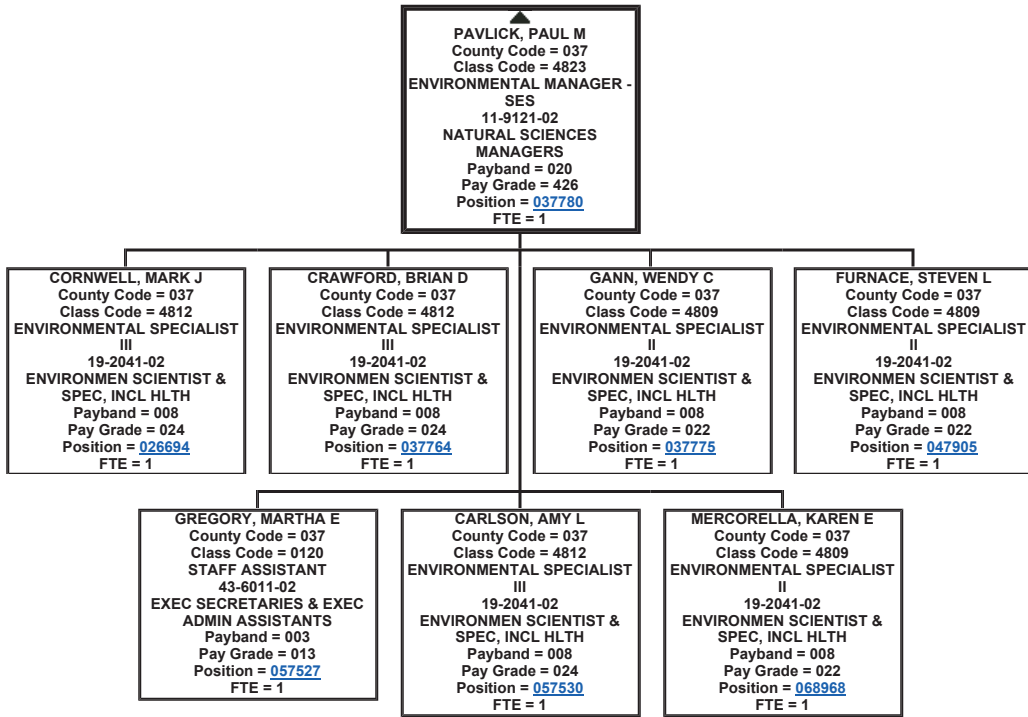 PAVLICK, PAUL M
County Code = 037
Class Code = 4823
ENVIRONMENTAL MANAGER -
SES
11-9121-02
NATURAL SCIENCES
MANAGERS
Payband = 020
Pay Grade = 426
Position = 037780
FTE = 1
CORNWELL, MARK J
County Code = 037
Class Code = 4812
ENVIRONMENTAL SPECIALIST
III
19-2041-02
ENVIRONMEN SCIENTIST &
SPEC, INCL HLTH
Payband = 008
Pay Grade = 024
Position = 026694
FTE = 1
CRAWFORD, BRIAN D
County Code = 037
Class Code = 4812
ENVIRONMENTAL SPECIALIST
III
19-2041-02
ENVIRONMEN SCIENTIST &
SPEC, INCL HLTH
Payband = 008
Pay Grade = 024
Position = 037764
FTE = 1
GANN, WENDY C
County Code = 037
Class Code = 4809
ENVIRONMENTAL SPECIALIST
II
19-2041-02
ENVIRONMEN SCIENTIST &
SPEC, INCL HLTH
Payband = 008
Pay Grade = 022
Position = 037775
FTE = 1
FURNACE, STEVEN L
County Code = 037
Class Code = 4809
ENVIRONMENTAL SPECIALIST
II
19-2041-02
ENVIRONMEN SCIENTIST &
SPEC, INCL HLTH
Payband = 008
Pay Grade = 022
Position = 047905
FTE = 1
GREGORY, MARTHA E
County Code = 037
Class Code = 0120
STAFF ASSISTANT
43-6011-02
EXEC SECRETARIES & EXEC
ADMIN ASSISTANTS
Payband = 003
Pay Grade = 013
Position = 057527
FTE = 1
CARLSON, AMY L
County Code = 037
Class Code = 4812
ENVIRONMENTAL SPECIALIST
III
19-2041-02
ENVIRONMEN SCIENTIST &
SPEC, INCL HLTH
Payband = 008
Pay Grade = 024
Position = 057530
FTE = 1
MERCORELLA, KAREN E
County Code = 037
Class Code = 4809
ENVIRONMENTAL SPECIALIST
II
19-2041-02
ENVIRONMEN SCIENTIST &
SPEC, INCL HLTH
Payband = 008
Pay Grade = 022
Position = 068968
FTE = 1